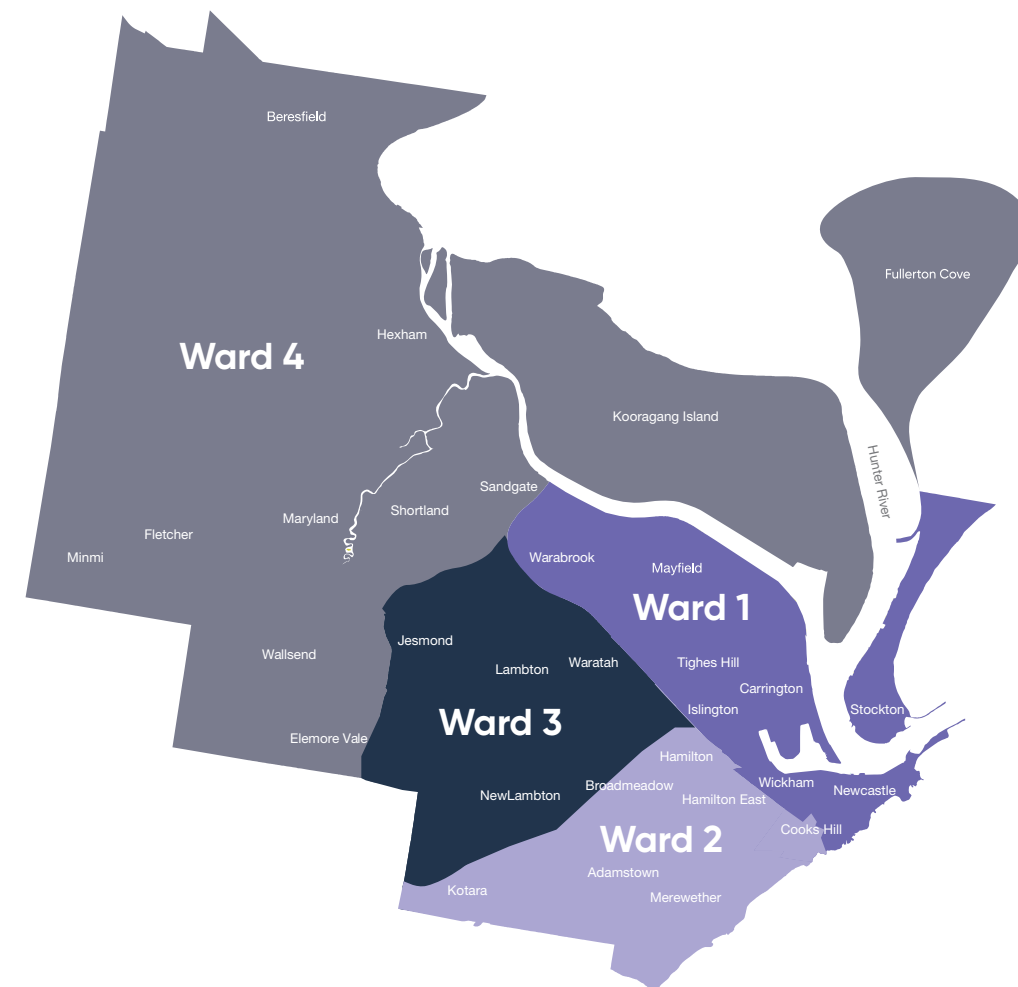 Beresfield
Fullerton Cove
Hexham
Ward 4
Kooragang Island
Hunter River
Sandgate
Shortland
Maryland
Fletcher
Minmi
Warabrook
Mayfield
Ward 1
Jesmond
Wallsend
Lambton
Waratah
Tighes Hill
Carrington
Islington
Stockton
Ward 3
Elemore Vale
Hamilton
Wickham
Newcastle
Broadmeadow
NewLambton
Hamilton East
Cooks Hill
Ward 2
Adamstown
Kotara
Merewether